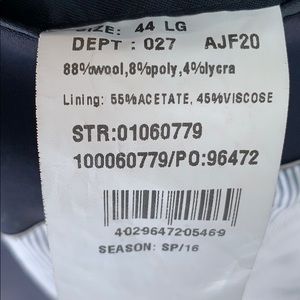 SIZE: 44 LG
DEPT : 027 AJF20
88%wool,8%poly,4%lycra
Lining: 55%ACETATE, 45%VISCOSE
STR:01060779
100060779/PO:96472
4029647205469
SEASON: SP/16